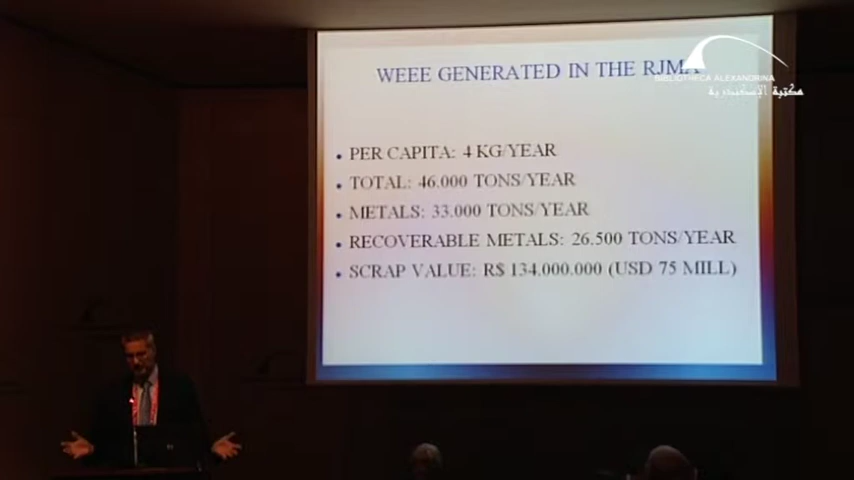 WEEE GENERATED IN THE RJMA
BIBLIOTHECA ALEXANDRINA
مكتبة الإسكندرية
• PER CAPITA: 4 KG/YEAR
• TOTAL: 46.000 TONS/YEAR
• METALS: 33.000 TONS/YEAR
• RECOVERABLE METALS: 26.500 TONS/YEAR
• SCRAP VALUE: R$ 134.000.000 (USD 75 MILL)